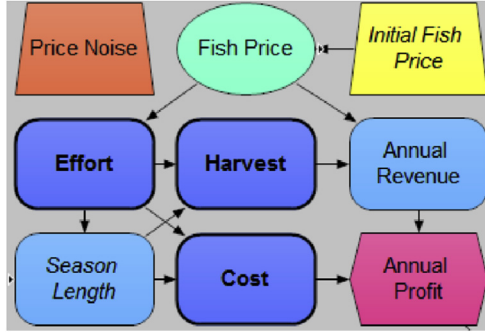 Price Noise
Fish Price
Initial Fish
Price
Effort
Harvest
Annual
Revenue
Season
Length
Cost
Annual
Profit